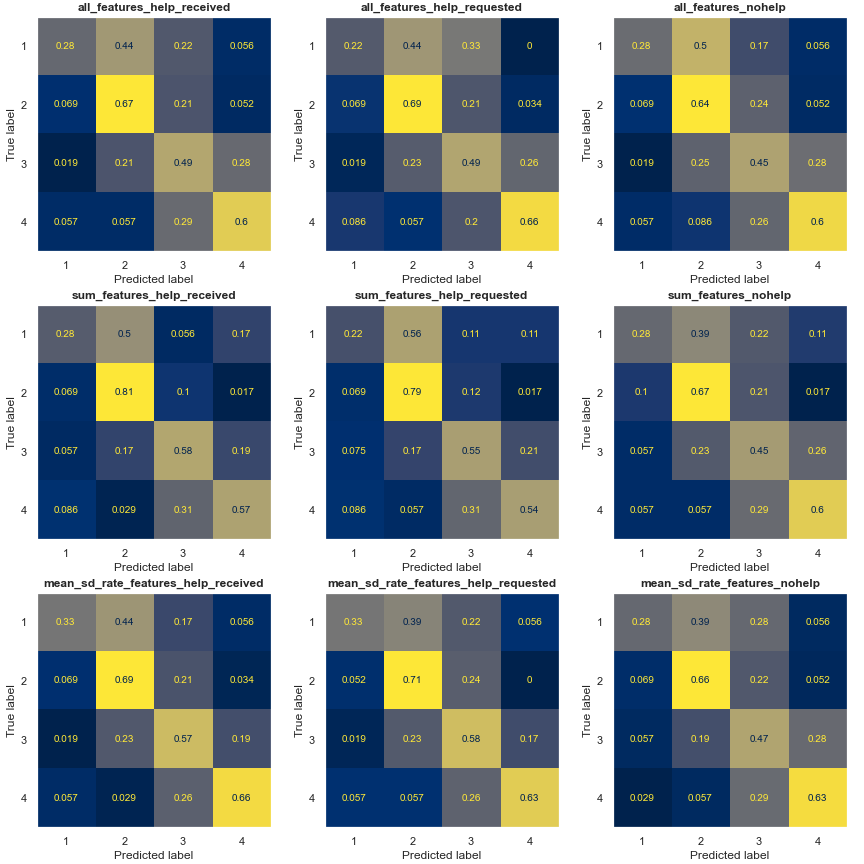 all_features_help_received
True label
1 0.28 0.44 0.22 0.056
2 0.069 0.67 0.21 0.052
3 0.019 0.21 0.49 0.28
4 0.057 0.057 0.29 0.6
1 2 3 4
Predicted label
all_features_help_requested
True label
1 0.22 0.44 0.33 0
2 0.069 0.69 0.21 0.034
3 0.019 0.23 0.49 0.26
4 0.086 0.057 0.2 0.66
1 2 3 4
Predicted label
all_features_nohelp
True label
1 0.28 0.5 0.17 0.056
2 0.069 0.64 0.24 0.052
3 0.019 0.25 0.45 0.28
4 0.057 0.086 0.26 0.6
1 2 3 4
Predicted label
sum_features_help_received
True label
1 0.28 0.5 0.056 0.17
2 0.069 0.81 0.1 0.017
3 0.057 0.17 0.58 0.19
4 0.086 0.029 0.31 0.57
1 2 3 4
Predicted label
sum_features_help_requested
True label
1 0.22 0.56 0.11 0.11
2 0.069 0.79 0.12 0.017
3 0.075 0.17 0.55 0.21
4 0.086 0.057 0.31 0.54
1 2 3 4
Predicted label
sum_features_nohelp
True label
1 0.28 0.39 0.22 0.11
2 0.1 0.67 0.21 0.017
3 0.057 0.23 0.45 0.26
4 0.057 0.057 0.29 0.6
1 2 3 4
Predicted label
mean_sd_rate_features_help_received
True label
1 0.33 0.44 0.17 0.056
2 0.069 0.69 0.21 0.034
3 0.019 0.23 0.57 0.19
4 0.057 0.029 0.26 0.66
1 2 3 4
Predicted label
mean_sd_rate_features_help_requested
True label
1 0.33 0.39 0.22 0.056
2 0.052 0.71 0.24 0
3 0.019 0.23 0.58 0.17
4 0.057 0.057 0.26 0.63
1 2 3 4
Predicted label
mean_sd_rate_features_nohelp
True label
1 0.28 0.39 0.28 0.056
2 0.069 0.66 0.22 0.052
3 0.057 0.19 0.47 0.28
4 0.029 0.057 0.29 0.63
1 2 3 4
Predicted label